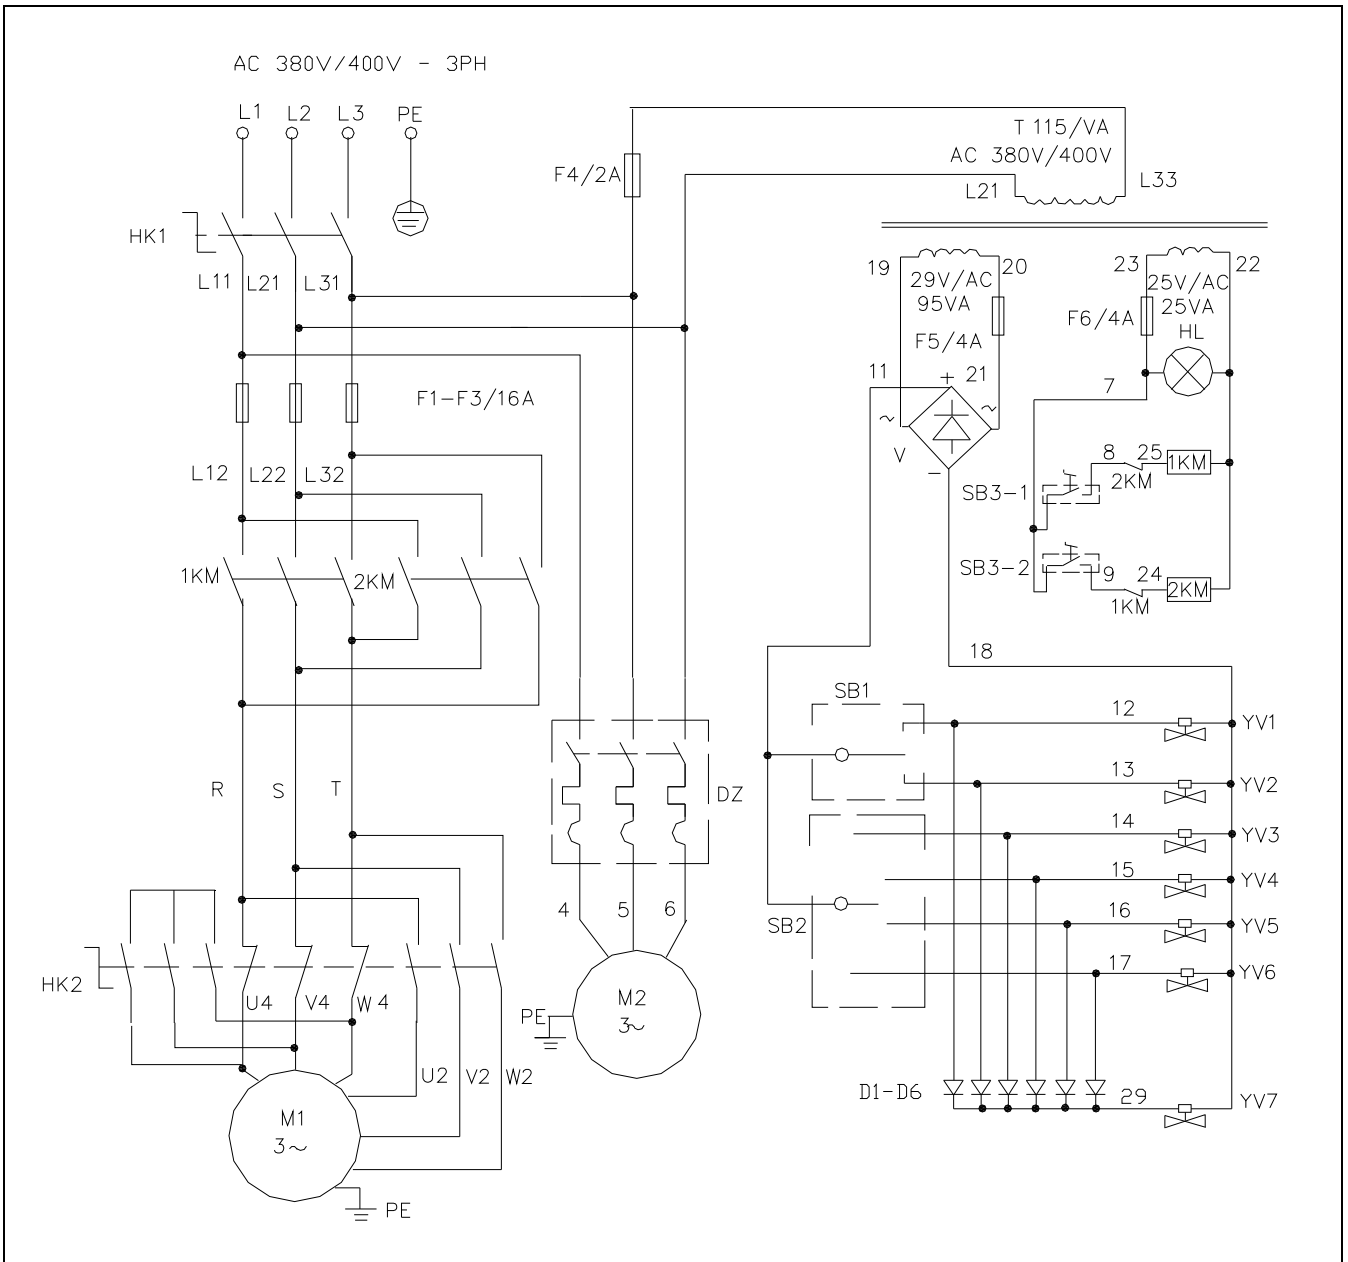 AC 380V/400V - 3PH
L1 L2 L3 PE
T 115/VA
AC 380V/400V
F4/2A
L21 L33
HK1
L11 L21 L31
19 20 23 22
29V/AC 25V/AC
95VA 25VA
F5/4A F6/4A HL
11 + 21 7
F1-F3/16A
~ ~
V
-
L12 L22 L32
8 25 1KM
2KM
SB3-1
SB3-2 9 24 2KM
1KM
1KM 2KM
18
SB1
12 YV1
13 YV2
R S T DZ
14 YV3
15 YV4
4 5 6
16 YV5
SB2
17 YV6
HK2
U4 V4 W4
M2
3~
PE
U2 V2 W2
D1-D6 29 YV7
M1
3~
PE